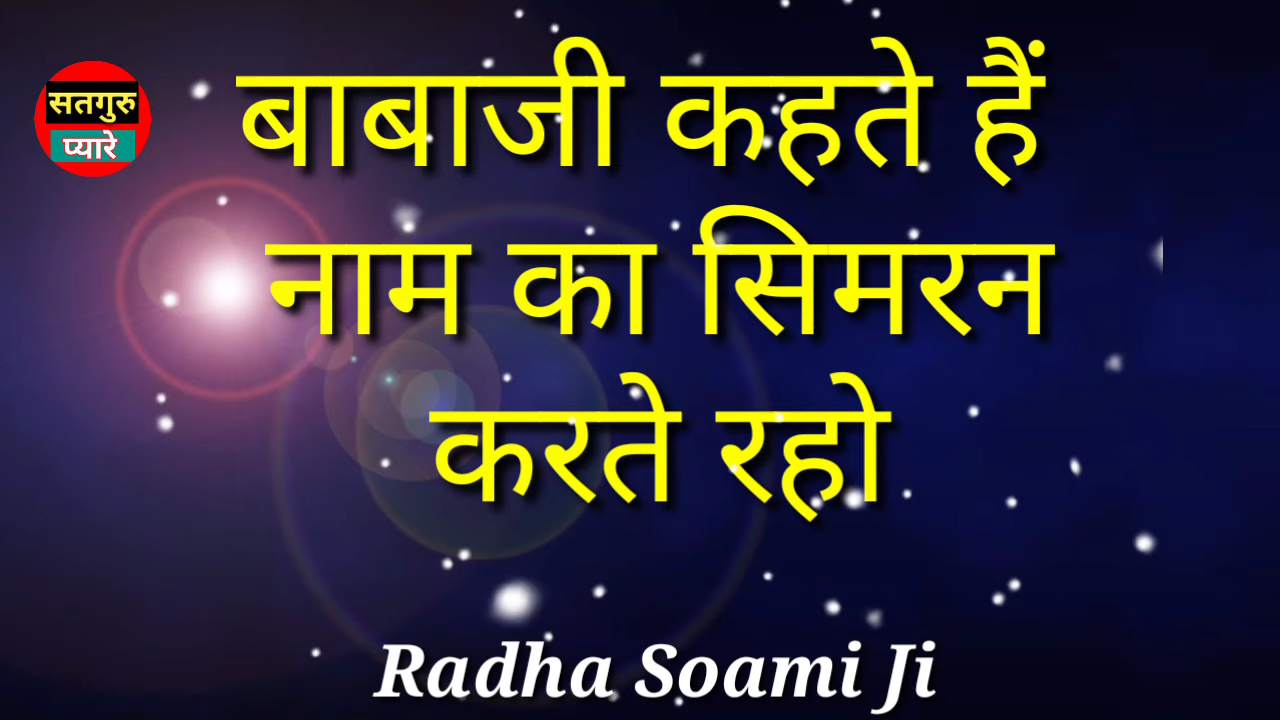 सतगुरु
प्यारे
बाबाजी कहते हैं
नाम का सिमरन
करते रहो
Radha Soami Ji